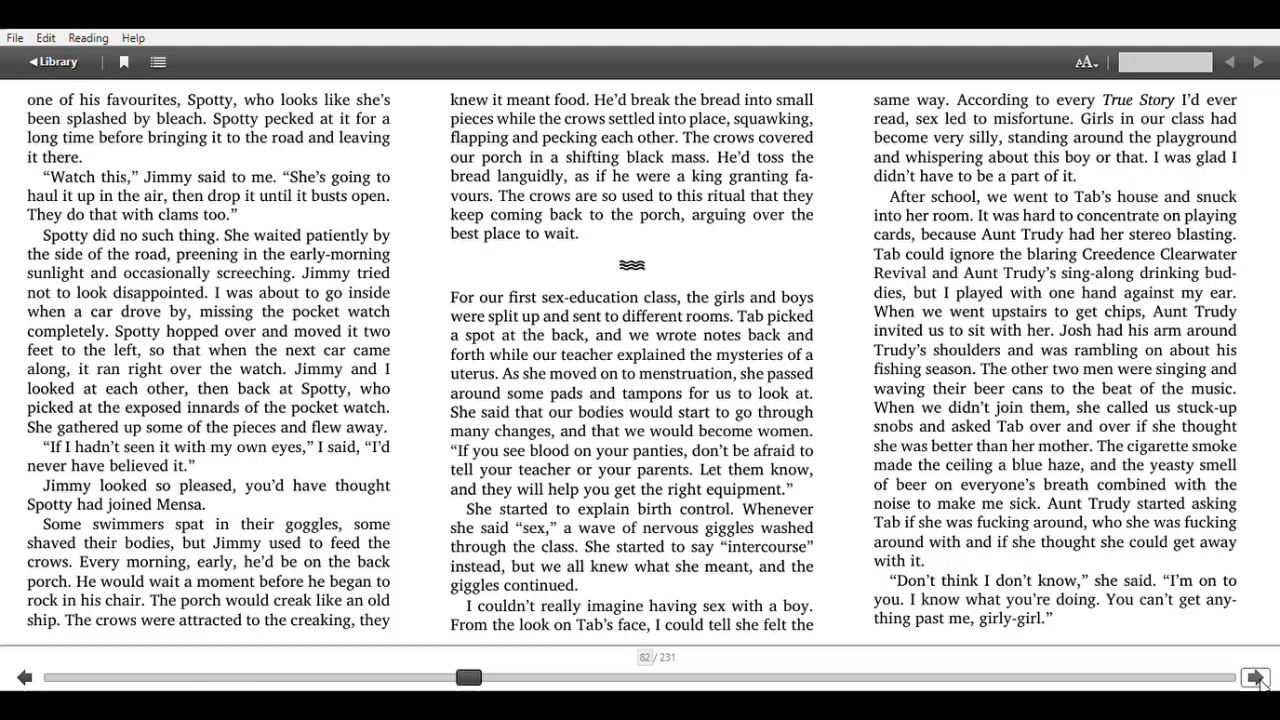 File Edit Reading Help
Library AA
one of his favourites, Spotty, who looks like she's
been splashed by bleach. Spotty pecked at it for a
long time before bringing it to the road and leaving
it there.
“Watch this,” Jimmy said to me. “She's going to
haul it up in the air, then drop it until it busts open.
They do that with clams too.”
Spotty did no such thing. She waited patiently by
the side of the road, preening in the early-morning
sunlight and occasionally screeching. Jimmy tried
not to look disappointed. I was about to go inside
when a car drove by, missing the pocket watch
completely. Spotty hopped over and moved it two
feet to the left, so that when the next car came
along, it ran right over the watch. Jimmy and I
looked at each other, then back at Spotty, who
picked at the exposed innards of the pocket watch.
She gathered up some of the pieces and flew away.
“If I hadn't seen it with my own eyes,” I said, “I'd
never have believed it.”
Jimmy looked so pleased, you'd have thought
Spotty had joined Mensa.
Some swimmers spat in their goggles, some
shaved their bodies, but Jimmy used to feed the
crows. Every morning, early, he'd be on the back
porch. He would wait a moment before he began to
rock in his chair. The porch would creak like an old
ship. The crows were attracted to the creaking, they
knew it meant food. He'd break the bread into small
pieces while the crows settled into place, squawking,
flapping and pecking each other. The crows covered
our porch in a shifting black mass. He'd toss the
bread languidly, as if he were a king granting fa-
vours. The crows are so used to this ritual that they
keep coming back to the porch, arguing over the
best place to wait.
For our first sex-education class, the girls and boys
were split up and sent to different rooms. Tab picked
a spot at the back, and we wrote notes back and
forth while our teacher explained the mysteries of a
uterus. As she moved on to menstruation, she passed
around some pads and tampons for us to look at.
She said that our bodies would start to go through
many changes, and that we would become women.
“If you see blood on your panties, don't be afraid to
tell your teacher or your parents. Let them know,
and they will help you get the right equipment.”
She started to explain birth control. Whenever
she said “sex,” a wave of nervous giggles washed
through the class. She started to say “intercourse”
instead, but we all knew what she meant, and the
giggles continued.
I couldn't really imagine having sex with a boy.
From the look on Tab's face, I could tell she felt the
same way. According to every True Story I'd ever
read, sex led to misfortune. Girls in our class had
become very silly, standing around the playground
and whispering about this boy or that. I was glad I
didn't have to be a part of it.
After school, we went to Tab's house and snuck
into her room. It was hard to concentrate on playing
cards, because Aunt Trudy had her stereo blasting.
Tab could ignore the blaring Creedence Clearwater
Revival and Aunt Trudy's sing-along drinking bud-
dies, but I played with one hand against my ear.
When we went upstairs to get chips, Aunt Trudy
invited us to sit with her. Josh had his arm around
Trudy's shoulders and was rambling on about his
fishing season. The other two men were singing and
waving their beer cans to the beat of the music.
When we didn't join them, she called us stuck-up
snobs and asked Tab over and over if she thought
she was better than her mother. The cigarette smoke
made the ceiling a blue haze, and the yeasty smell
of beer on everyone's breath combined with the
noise to make me sick. Aunt Trudy started asking
Tab if she was fucking around, who she was fucking
around with and if she thought she could get away
with it.
“Don't think I don't know,” she said. “I'm on to
you. I know what you're doing. You can't get any-
thing past me, girly-girl.”
82 / 231